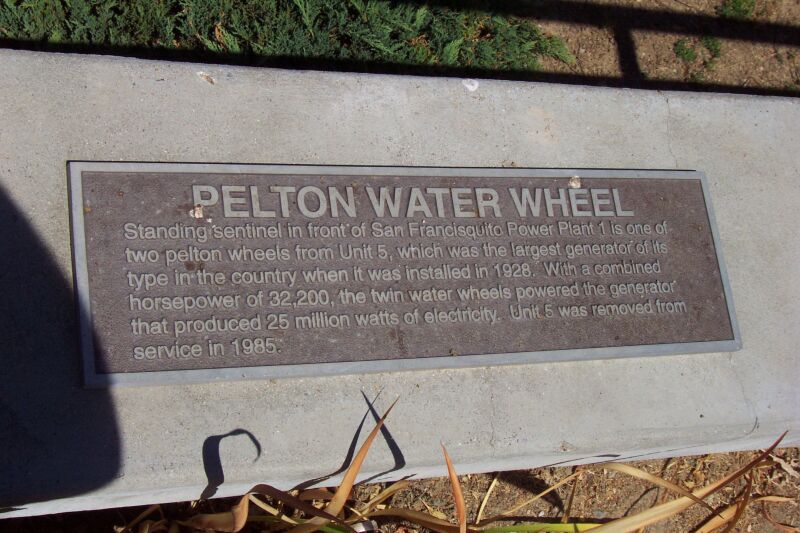 PELTON WATER WHEEL
Standing sentinel in front of San Francisquito Power Plant 1 is one of
two pelton wheels from Unit 5, which was the largest generator of its
type in the country when it was installed in 1928. With a combined
horsepower of 32,200, the twin water wheels powered the generator
that produced 25 million watts of electricity. Unit 5 was removed from
service in 1985.